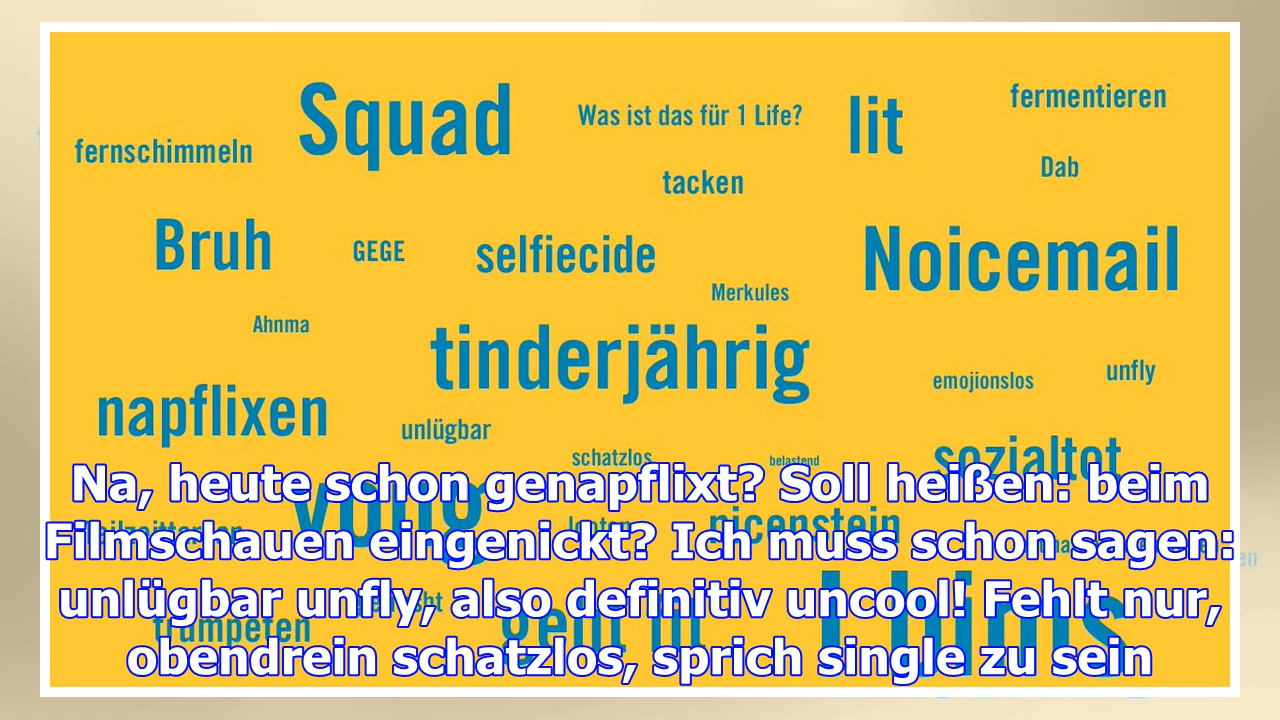 Squad
Was ist das für 1 Life?
lit
fermentieren
fernschimmeln
tacken
Dab
Bruh
GEGE
selfiecide
Noicemail
Merkules
Ahnma
tinderjährig
emojionslos
unfly
napflixen
unlügbar
schatzlos
belastend
sozialtot
vong
Na, heute schon genapflixt? Soll heißen: beim
Filmschauen eingenickt? Ich muss schon sagen:
unlügbar unfly, also definitiv uncool! Fehlt nur,
obendrein schatzlos, sprich single zu sein